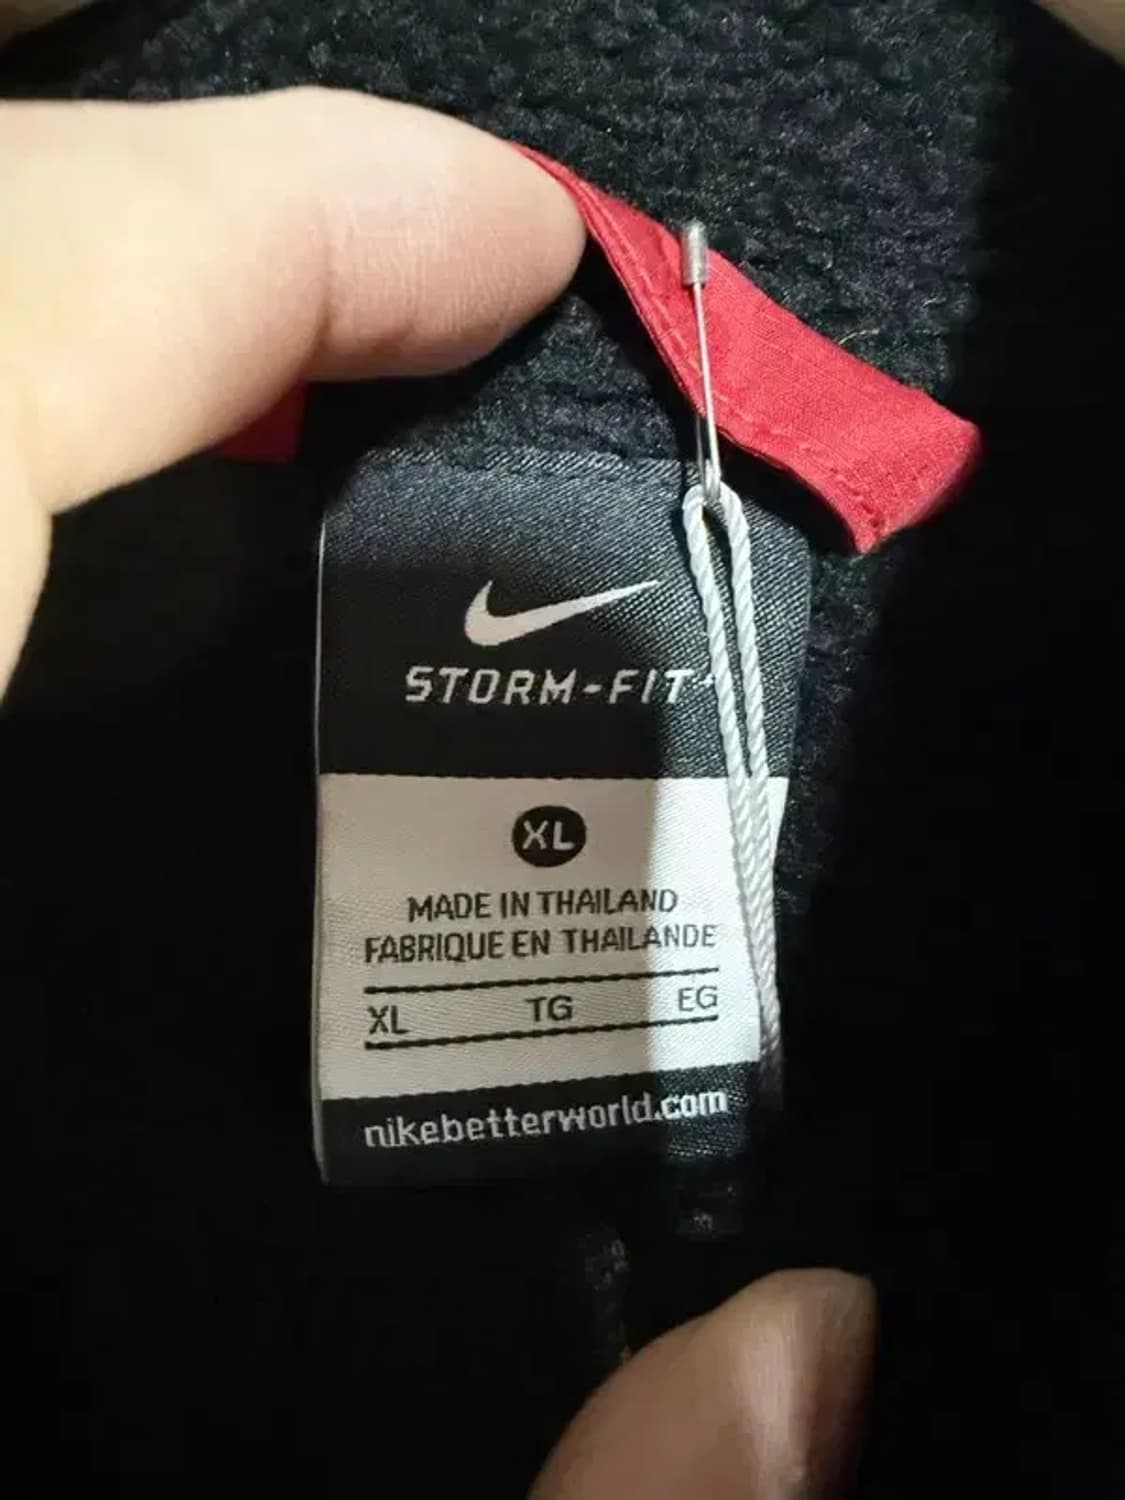 STORM-FIT
XL
MADE IN THAILAND
FABRIQUE EN THAILANDE
XL TG EG
nikebetterworld.com